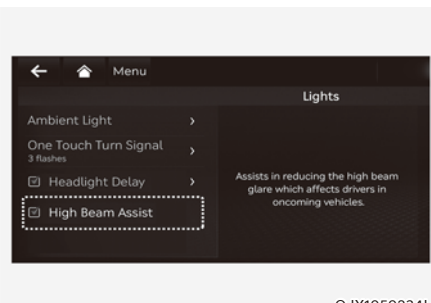 Menu
Lights
Ambient Light
One Touch Turn Signal
3 flashes
Headlight Delay
High Beam Assist
Assists in reducing the high beam
glare which affects drivers in
oncoming vehicles.